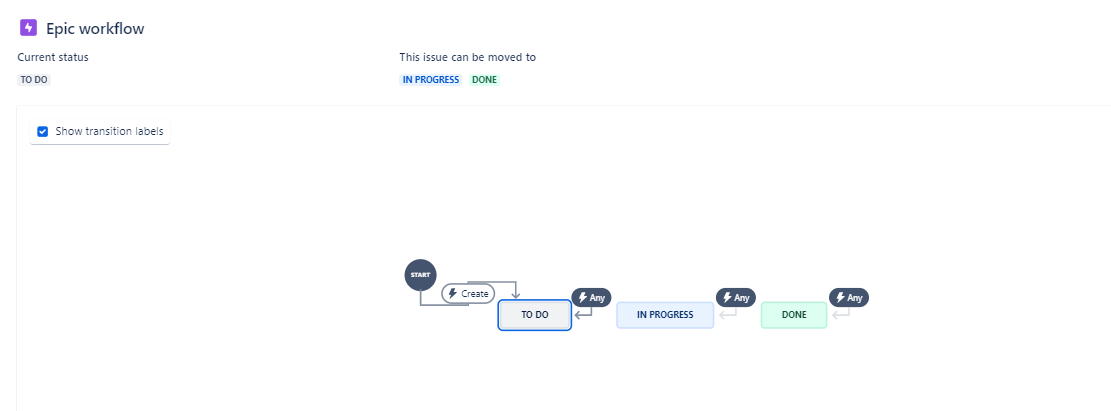 Epic workflow
Current status
This issue can be moved to
TO DO
IN PROGRESS DONE
Show transition labels
START
Create
TO DO
Any
IN PROGRESS
Any
DONE
Any